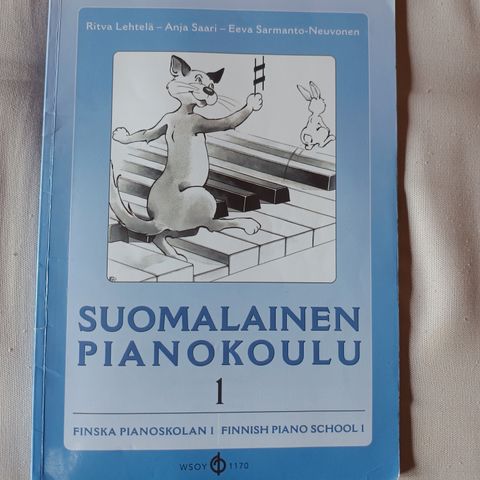 Ritva Lehtelä – Anja Saari – Eeva Sarmanto-Neuvonen
SUOMALAINEN
PIANOKOULU
1
FINSKA PIANOSKOLAN I FINNISH PIANO SCHOOL I
WSOY 1170